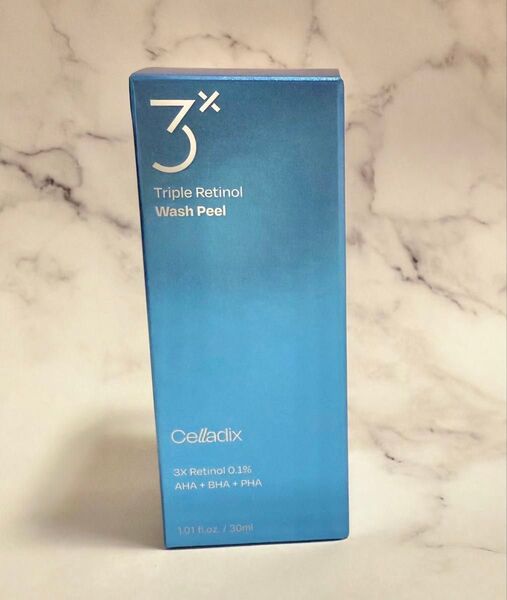 3x
Triple Retinol
Wash Peel
Celladix
3X Retinol 0.1%
AHA + BHA + PHA
1.01 fl.oz. / 30ml